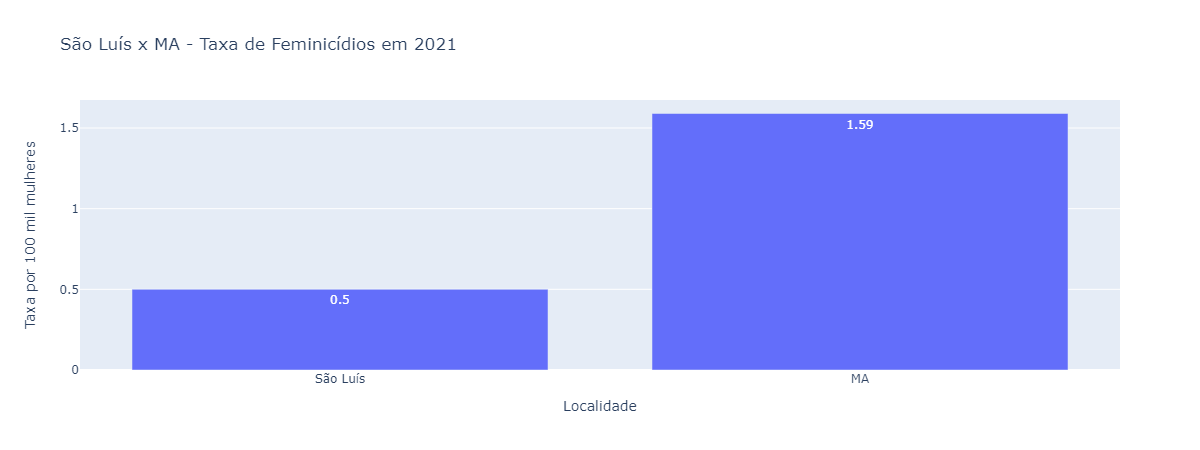 São Luís x MA - Taxa de Feminicídios em 2021
Taxa por 100 mil mulheres
1.5
1
0.5
0
0.5
1.59
São Luís
MA
Localidade